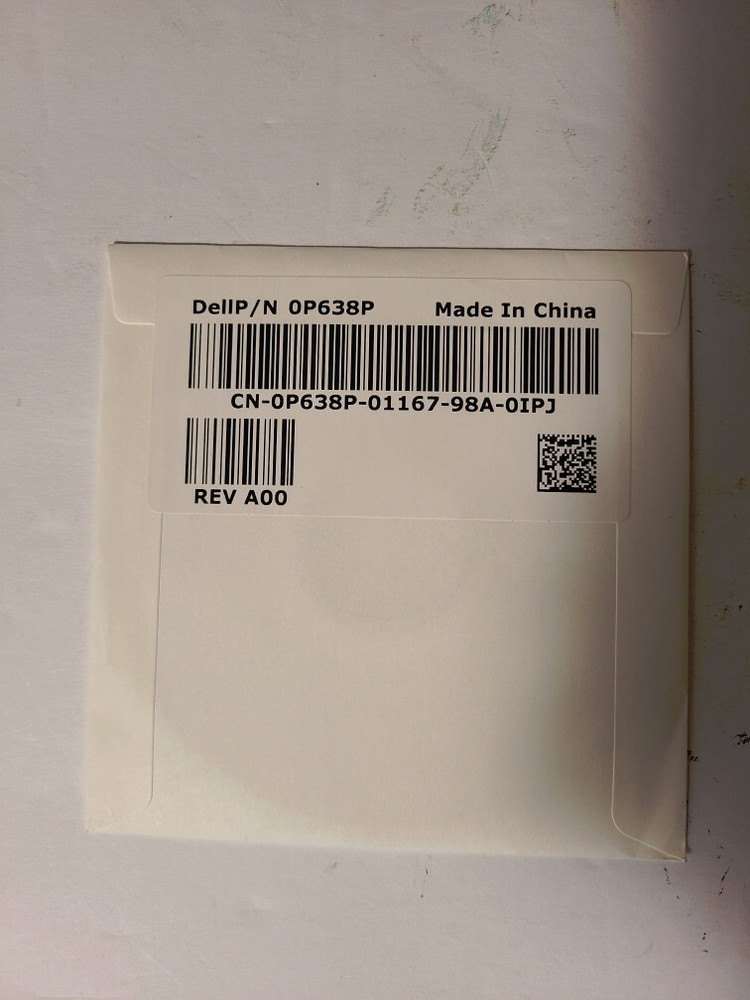 DellP/N 0P638P Made In China
CN-0P638P-01167-98A-0IPJ
REV A00